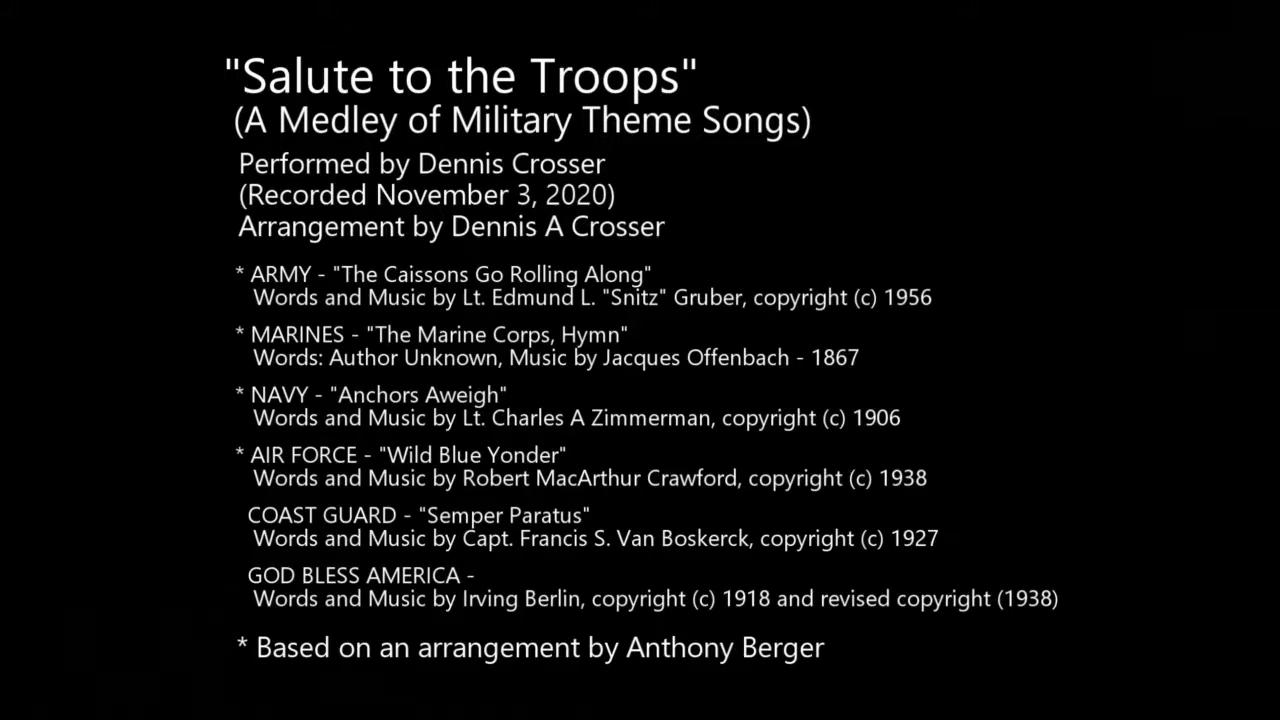 "Salute to the Troops"
(A Medley of Military Theme Songs)
Performed by Dennis Crosser
(Recorded November 3, 2020)
Arrangement by Dennis A Crosser
* ARMY - "The Caissons Go Rolling Along"
Words and Music by Lt. Edmund L. "Snitz" Gruber, copyright (c) 1956
* MARINES - "The Marine Corps, Hymn"
Words: Author Unknown, Music by Jacques Offenbach - 1867
* NAVY - "Anchors Aweigh"
Words and Music by Lt. Charles A Zimmerman, copyright (c) 1906
* AIR FORCE - "Wild Blue Yonder"
Words and Music by Robert MacArthur Crawford, copyright (c) 1938
COAST GUARD - "Semper Paratus"
Words and Music by Capt. Francis S. Van Boskerck, copyright (c) 1927
GOD BLESS AMERICA -
Words and Music by Irving Berlin, copyright (c) 1918 and revised copyright (1938)
* Based on an arrangement by Anthony Berger